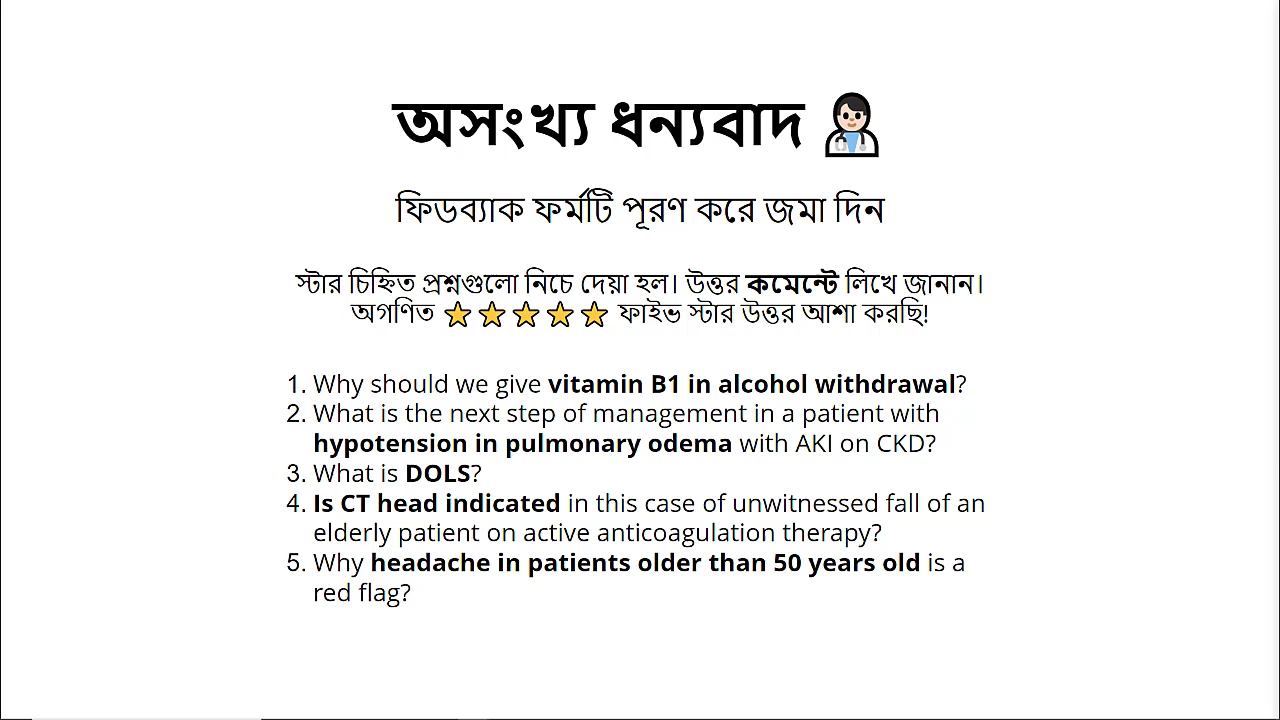 অসংখ্য ধন্যবাদ
ফিডব্যাক ফর্মটি পূরণ করে জমা দিন
স্টার চিহ্নিত প্রশ্নগুলো নিচে দেয়া হল। উত্তর কমেন্টে লিখে জানান।
অগণিত ⭐⭐⭐⭐⭐ ফাইভ স্টার উত্তর আশা করছি!
1. Why should we give vitamin B1 in alcohol withdrawal?
2. What is the next step of management in a patient with
hypotension in pulmonary odema with AKI on CKD?
3. What is DOLS?
4. Is CT head indicated in this case of unwitnessed fall of an
elderly patient on active anticoagulation therapy?
5. Why headache in patients older than 50 years old is a
red flag?